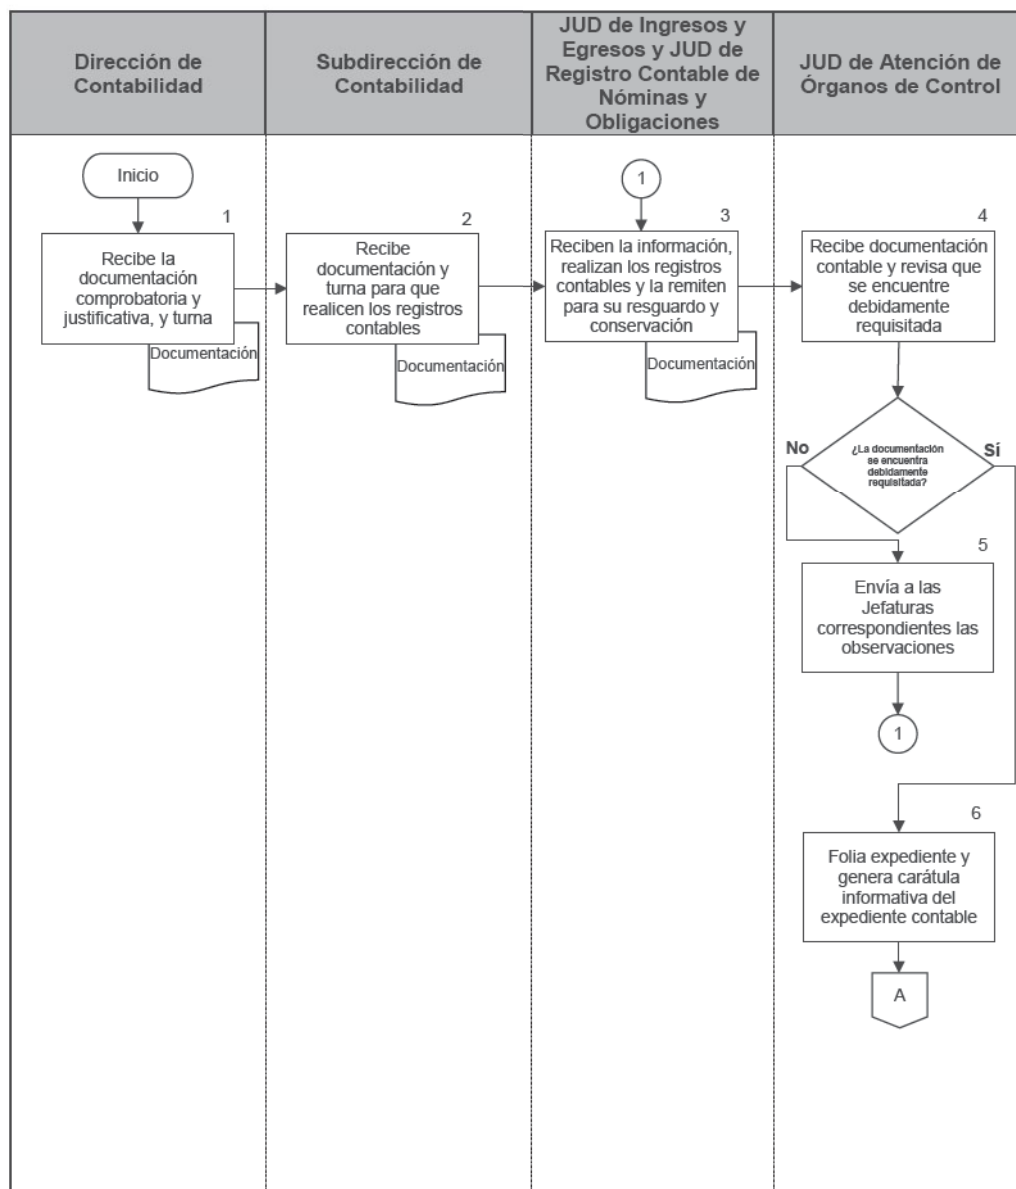 Dirección de
Contabilidad
Subdirección de
Contabilidad
JUD de Ingresos y
Egresos y JUD de
Registro Contable de
Nóminas y
Obligaciones
JUD de Atención de
Órganos de Control
Inicio
1
Recibe la
documentación
comprobatoria y
justificativa, y turna
Documentación
2
Recibe
documentación y
turna para que
realicen los registros
contables
Documentación
1
3
Reciben la información,
realizan los registros
contables y la remiten
para su resguardo y
conservación
Documentación
4
Recibe documentación
contable y revisa que
se encuentre
debidamente
requisitada
No
¿La documentación
se encuentra
debidamente
requisitada?
Sí
5
Envía a las
Jefaturas
correspondientes las
observaciones
1
6
Folia expediente y
genera carátula
informativa del
expediente contable
A